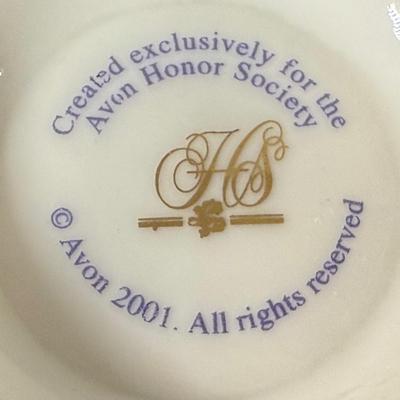 Created exclusively for the
Avon Honor Society
HS
© Avon 2001. All rights reserved